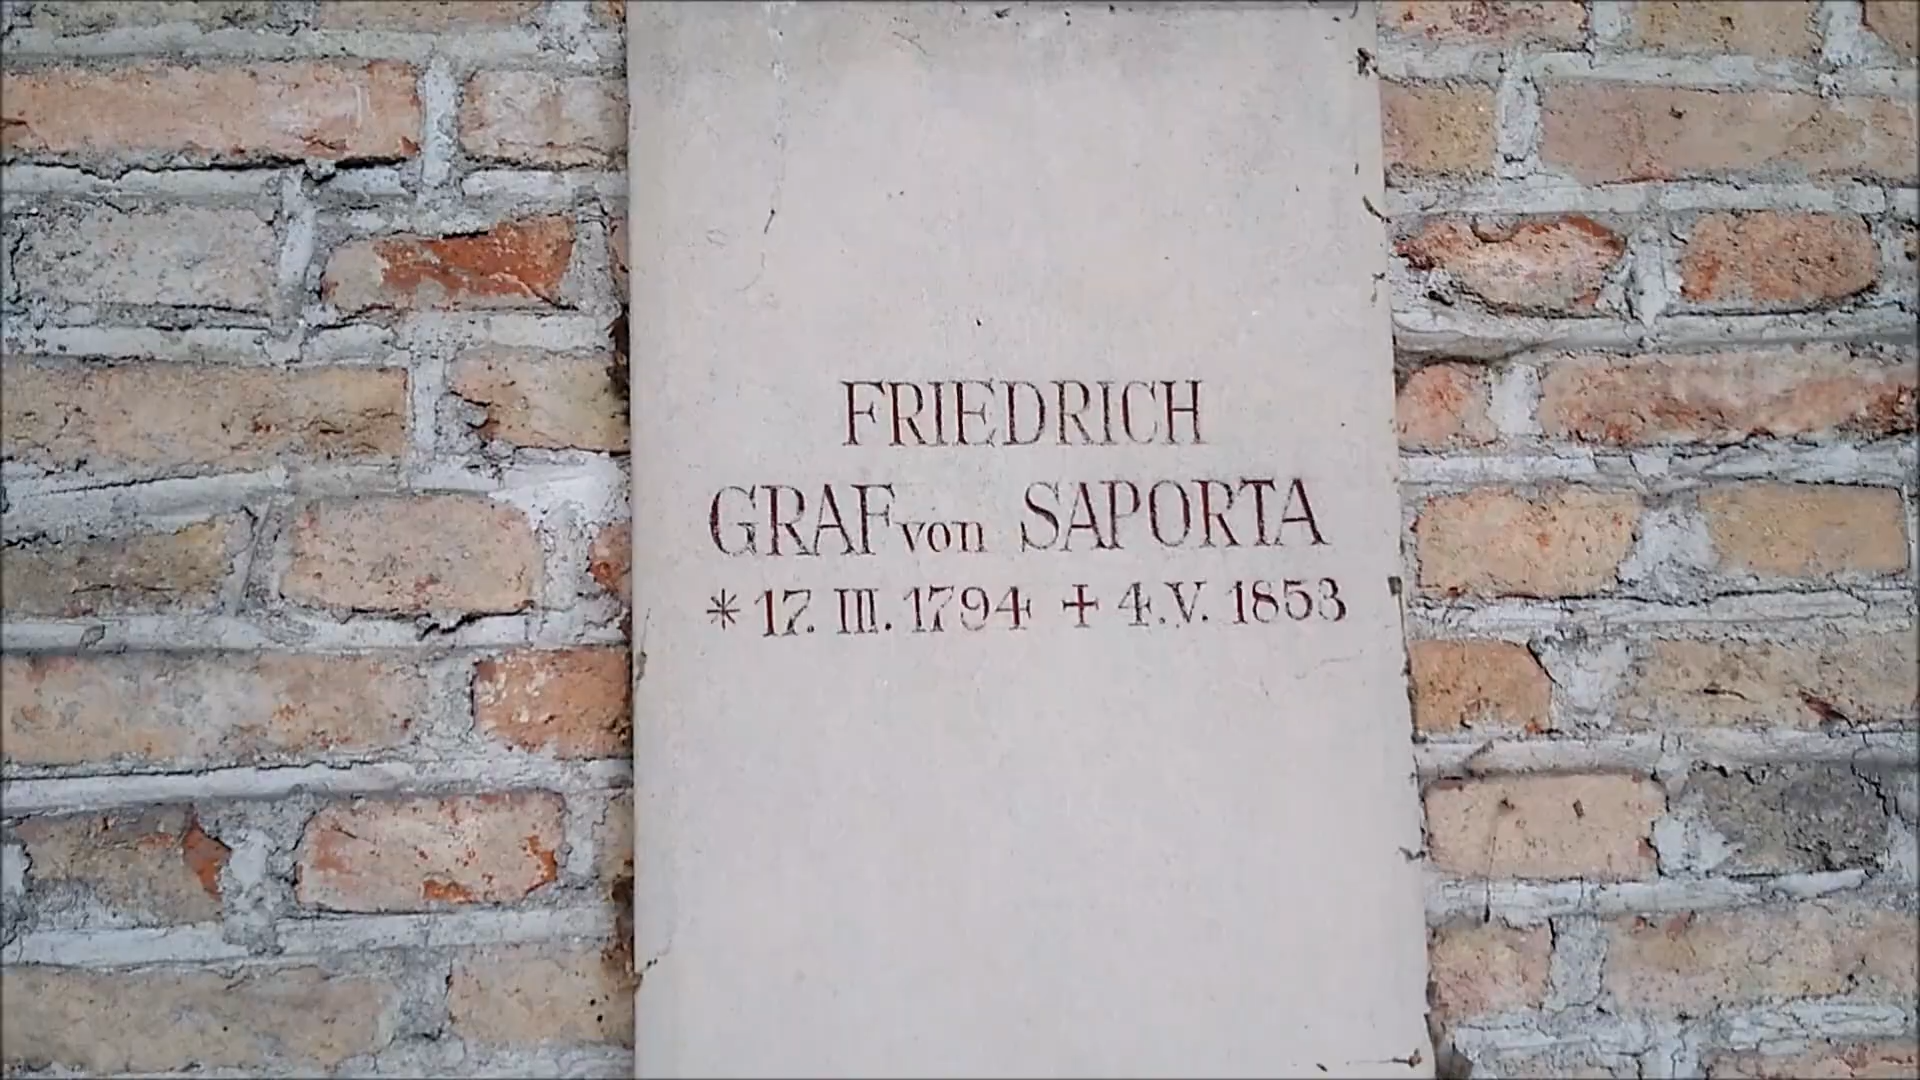 FRIEDRICH
GRAF von SAPORTA
* 17. III. 1794 + 4. V. 1853